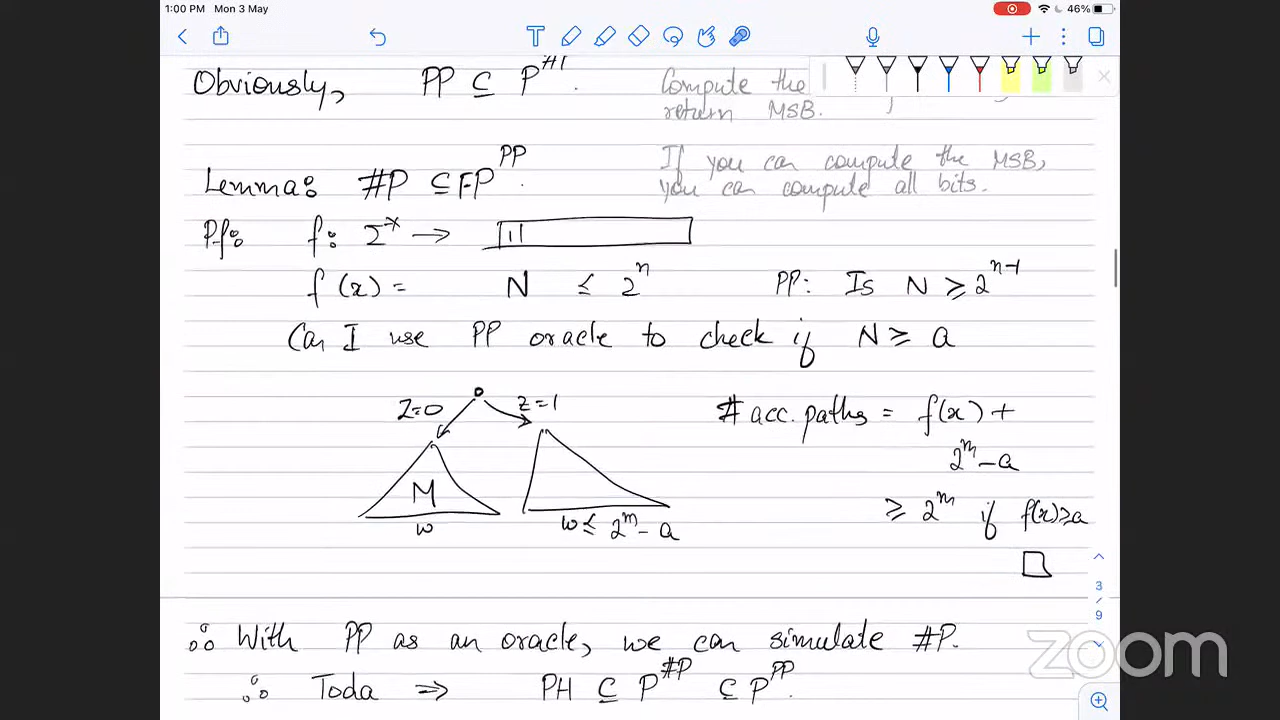 1:00 PM Mon 3 May
46%
Obviously, PP ⊆ P^#P.
Compute the
return MSB.
Lemma: #P ⊆ FP^PP.
If you can compute the MSB,
you can compute all bits.
Pf: f: Σ* →
f(x) = N ≤ 2^n PP: Is N ≥ 2^{n-1}
Can I use PP oracle to check if N ≥ a
z=0 z=1
# acc. paths = f(x) +
2^m - a
M
≥ 2^m if f(x) ≥ a
w w ≤ 2^m - a
□
3
9
∴ With PP as an oracle, we can simulate #P.
∴ Toda ⇒ PH ⊆ P^#P ⊆ P^PP.
zoom